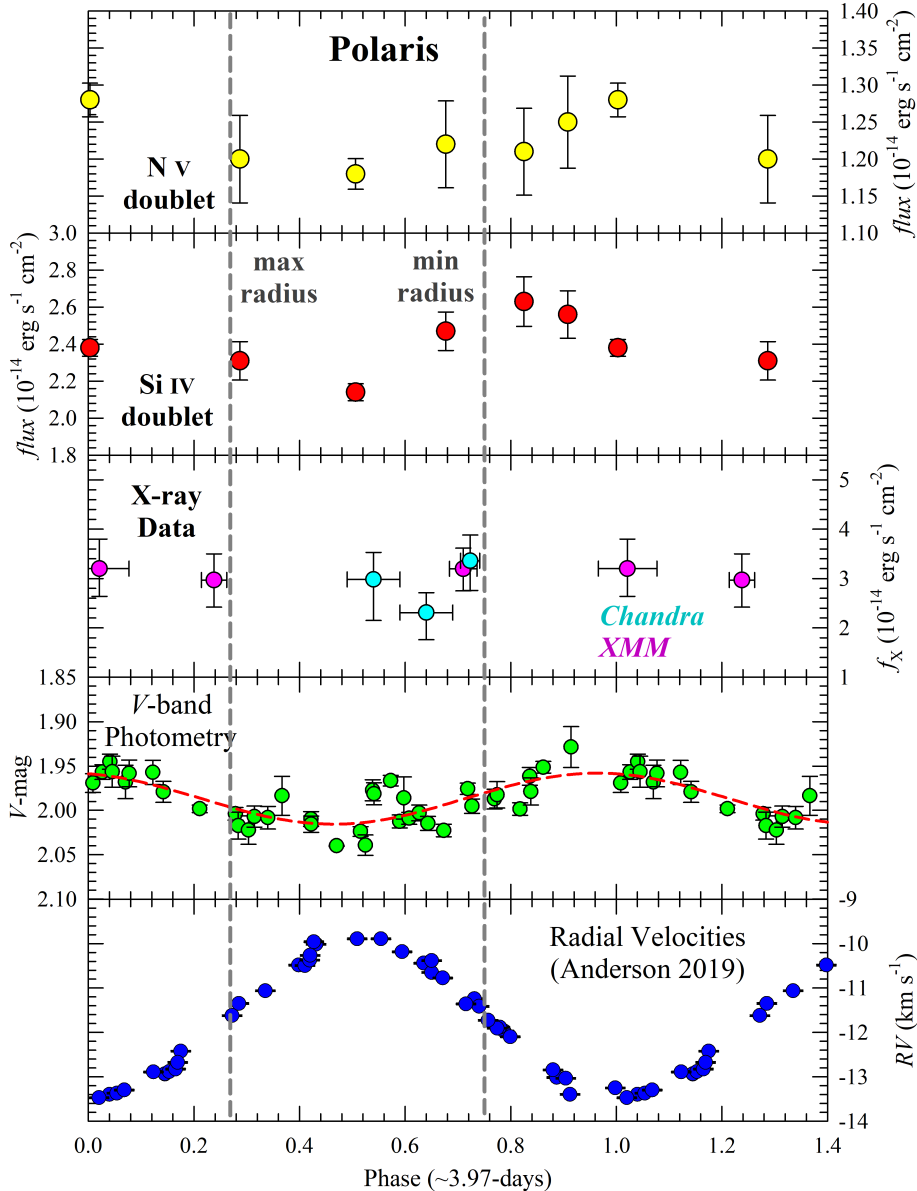 Polaris
N V
doublet
1.40
1.35
1.30
1.25
1.20
1.15
1.10
flux (10⁻¹⁴ erg s⁻¹ cm⁻²)
3.0
2.8
2.6
2.4
2.2
2.0
1.8
flux (10⁻¹⁴ erg s⁻¹ cm⁻²)
max
radius
min
radius
Si IV
doublet
X-ray
Data
5
4
3
2
1
f_X (10⁻¹⁴ erg s⁻¹ cm⁻²)
Chandra
XMM
1.85
1.90
1.95
2.00
2.05
2.10
V-mag
V-band
Photometry
-9
-10
-11
-12
-13
-14
RV (km s⁻¹)
Radial Velocities
(Anderson 2019)
0.0 0.2 0.4 0.6 0.8 1.0 1.2 1.4
Phase (~3.97-days)